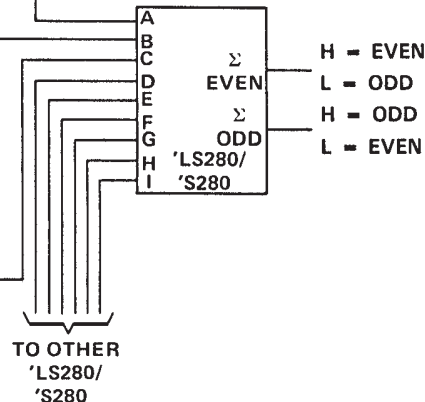 A
B
C
D
E
F
G
H
I
Σ
EVEN
Σ
ODD
'LS280/
'S280
H = EVEN
L = ODD
H = ODD
L = EVEN
TO OTHER
'LS280/
'S280